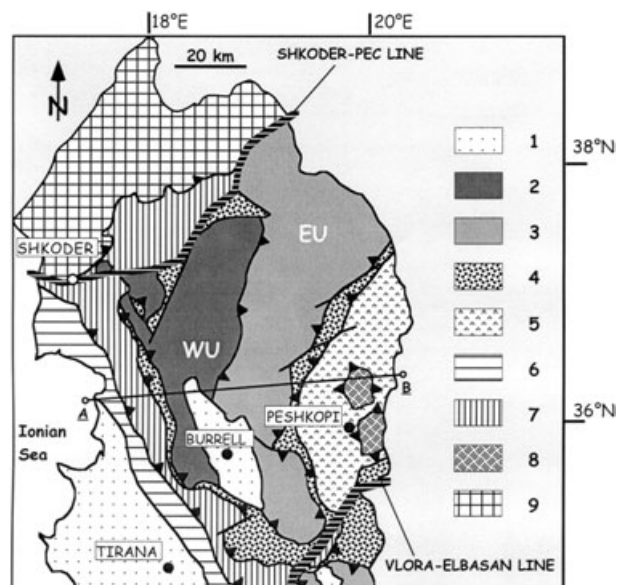 18°E
20°E
20 km
SHKODER-PEC LINE
N
38°N
1
2
EU
3
SHKODER
4
5
WU
6
B
7
A
PESHKOPI
36°N
Ionian
Sea
BURRELL
8
9
TIRANA
VLORA-ELBASAN LINE